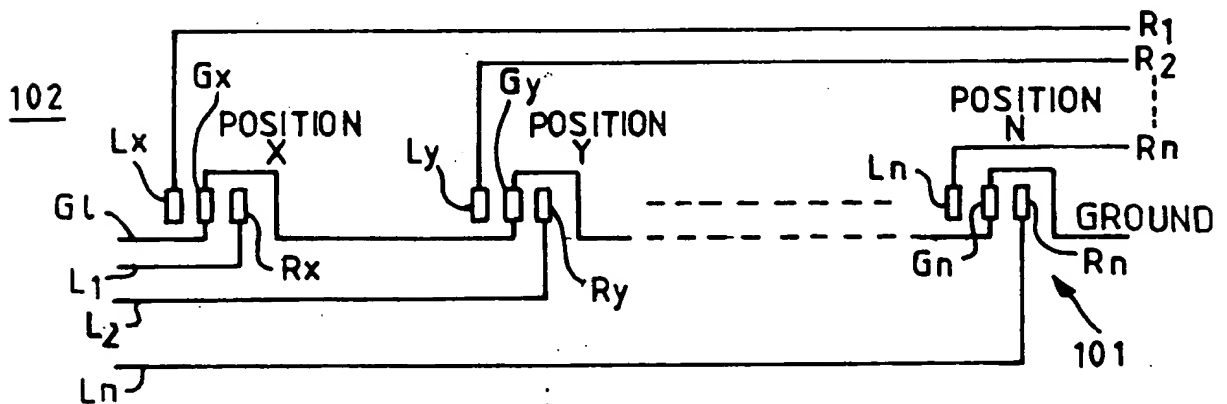 R1
R2
102
Gx
Gy
POSITION
X
POSITION
Y
POSITION
N
Lx
Ly
Ln
Rn
Gl
GROUND
L1
Rx
Ry
Gn
Rn
L2
101
Ln